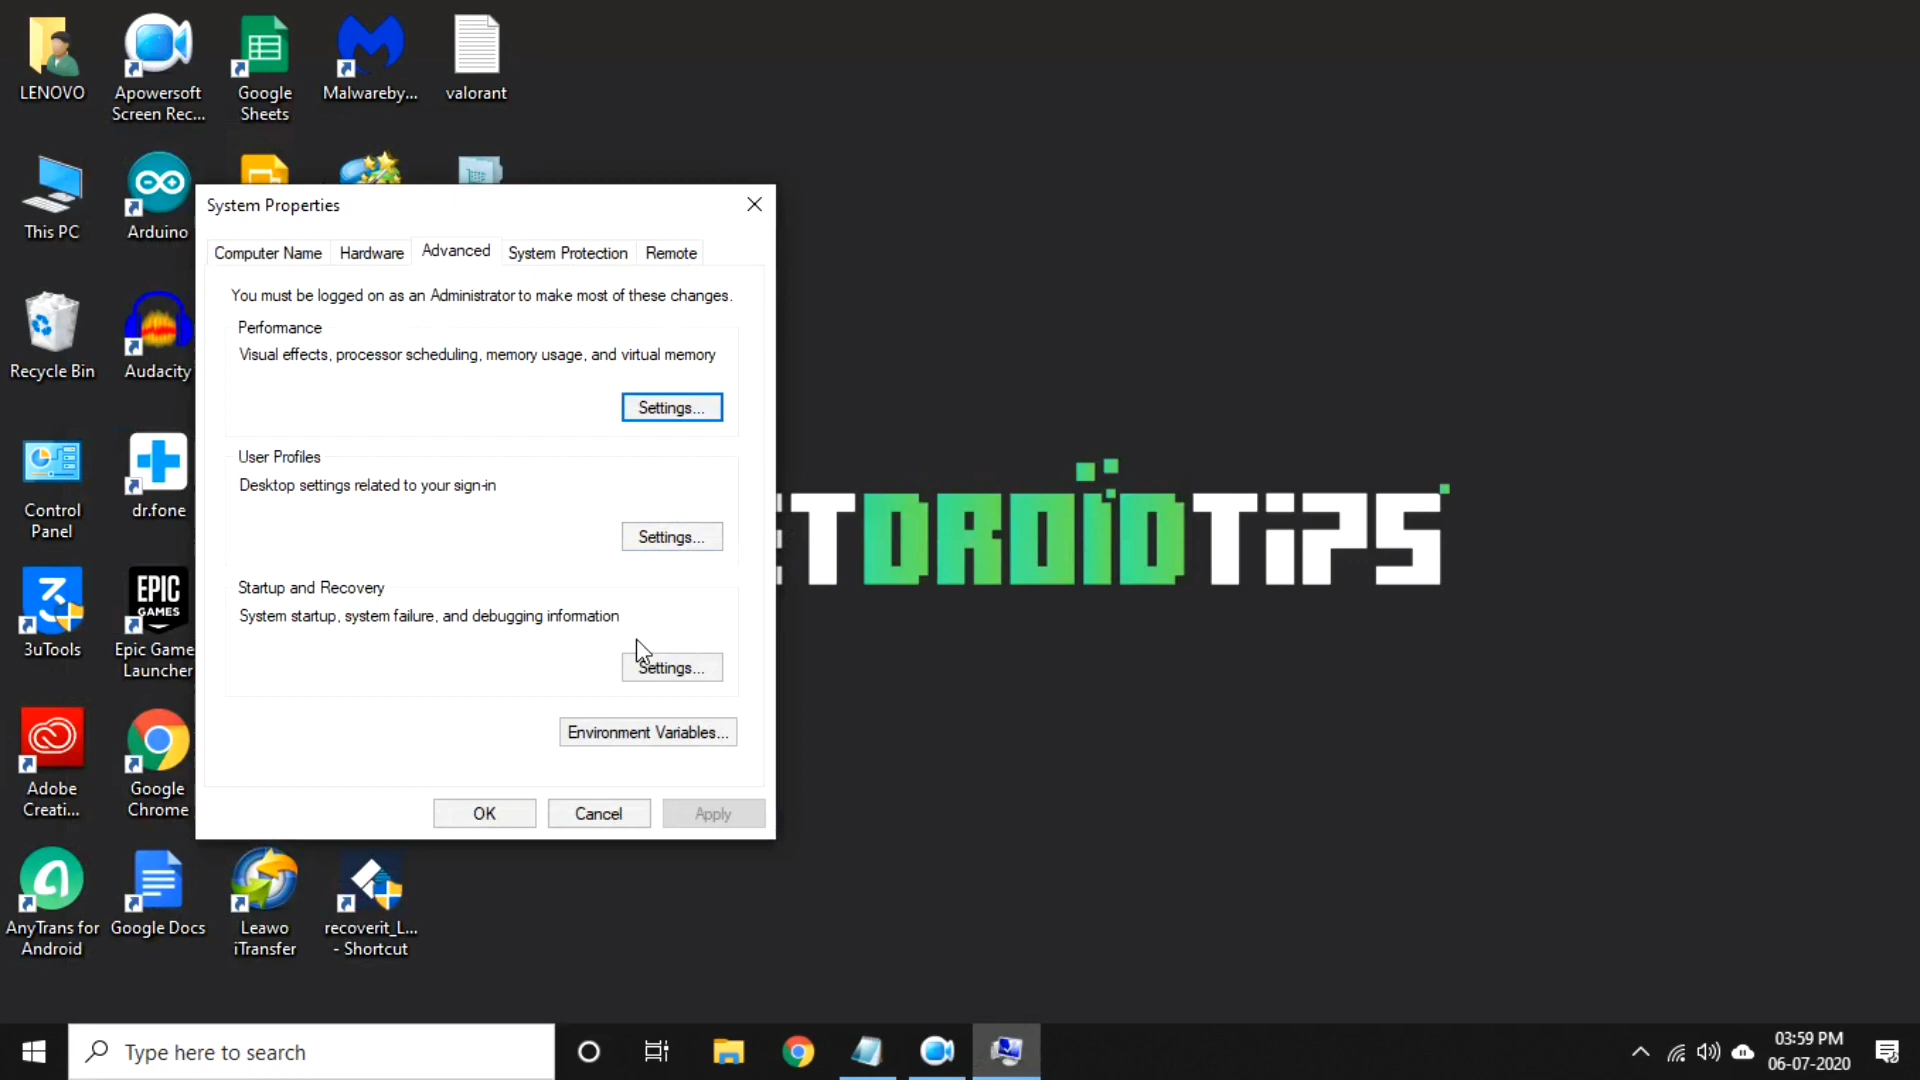 LENOVO
Apowersoft
Screen Rec...
Google
Sheets
Malwareby...
valorant
This PC
Arduino
Recycle Bin
Audacity
Control
Panel
dr.fone
3uTools
EPIC
GAMES
Epic Game
Launcher
Adobe
Creati...
Google
Chrome
AnyTrans for
Android
Google Docs
Leawo
iTransfer
recoverit_L...
- Shortcut
System Properties
Computer Name
Hardware
Advanced
System Protection
Remote
You must be logged on as an Administrator to make most of these changes.
Performance
Visual effects, processor scheduling, memory usage, and virtual memory
Settings...
User Profiles
Desktop settings related to your sign-in
Settings...
Startup and Recovery
System startup, system failure, and debugging information
Settings...
Environment Variables...
OK
Cancel
Apply
ETDROIDTIPS
Type here to search
03:59 PM
06-07-2020